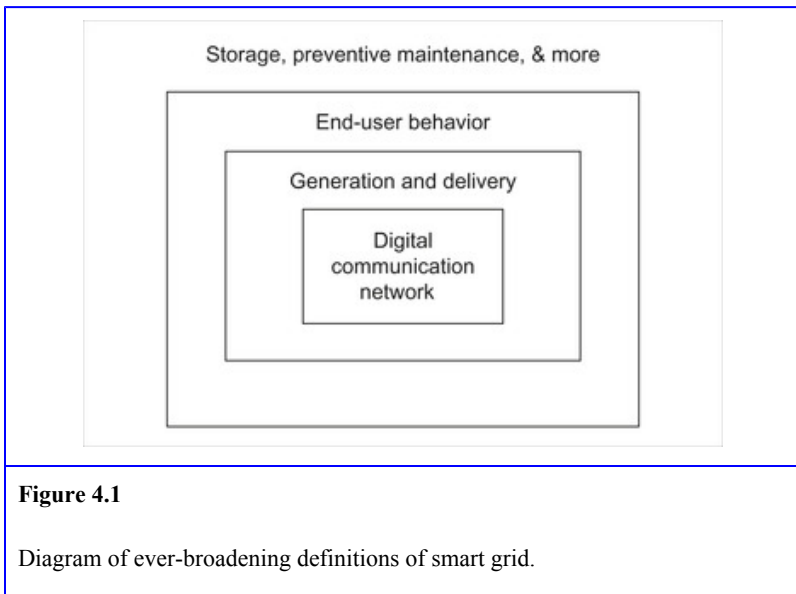 Storage, preventive maintenance, & more
End-user behavior
Generation and delivery
Digital
communication
network
Figure 4.1
Diagram of ever-broadening definitions of smart grid.